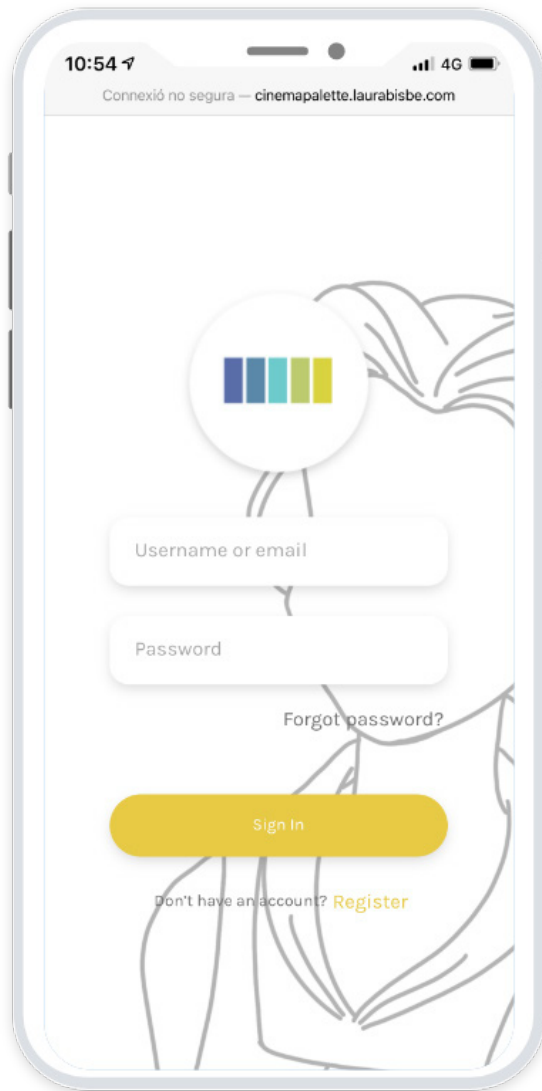 10:54 4G
Connexió no segura — cinemapalette.laurabisbe.com
Username or email
Password
Forgot password?
Sign In
Don't have an account? Register